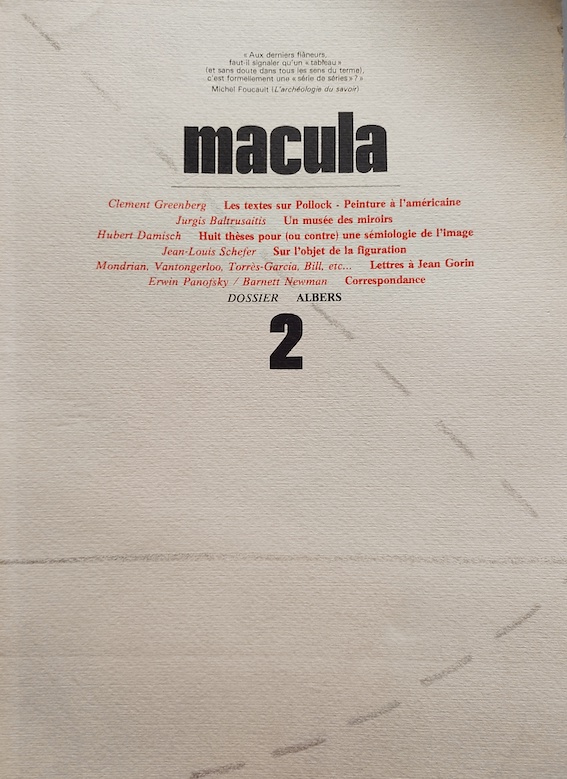 « Aux derniers flâneurs,
faut-il signaler qu'un « tableau »
(et sans doute dans tous les sens du terme),
c'est formellement une « série de séries » ? »
Michel Foucault (L'archéologie du savoir)
macula
Clement Greenberg Les textes sur Pollock - Peinture à l'américaine
Jurgis Baltrusaitis Un musée des miroirs
Hubert Damisch Huit thèses pour (ou contre) une sémiologie de l'image
Jean-Louis Schefer Sur l'objet de la figuration
Mondrian, Vantongerloo, Torrès-Garcia, Bill, etc... Lettres à Jean Gorin
Erwin Panofsky / Barnett Newman Correspondance
DOSSIER ALBERS
2